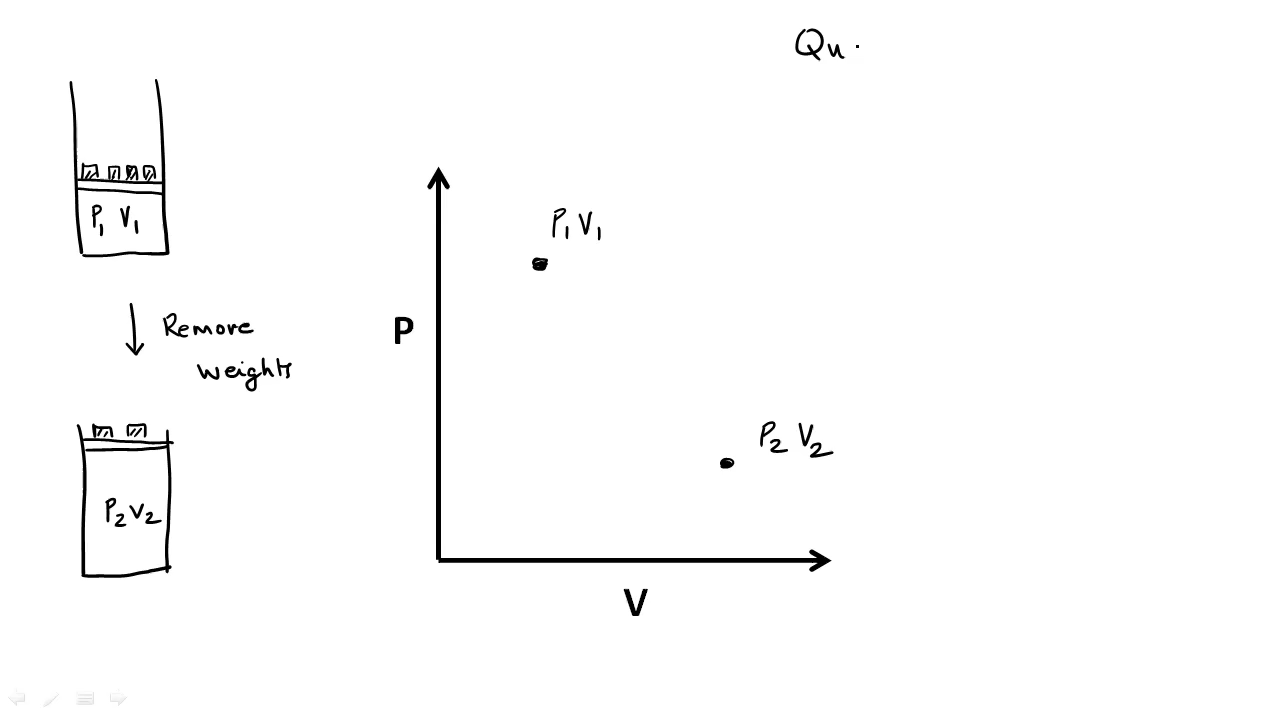 Qu
P₁ V₁
Remore
weights
P₂ V₂
P
P₁ V₁
P₂ V₂
V